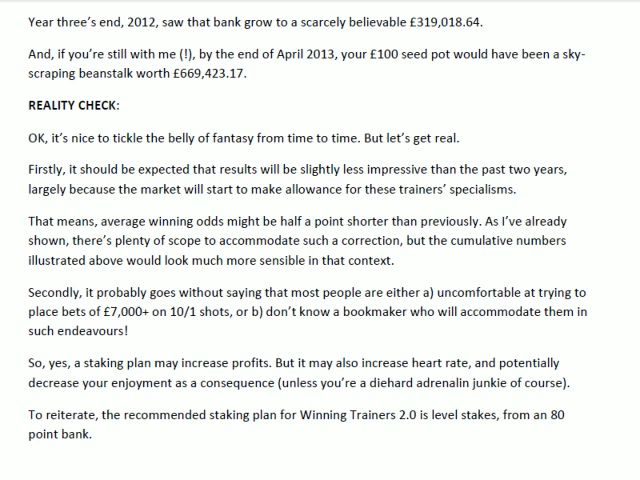 Year three's end, 2012, saw that bank grow to a scarcely believable £319,018.64.
And, if you're still with me (!), by the end of April 2013, your £100 seed pot would have been a sky-
scraping beanstalk worth £669,423.17.
REALITY CHECK:
OK, it's nice to tickle the belly of fantasy from time to time. But let's get real.
Firstly, it should be expected that results will be slightly less impressive than the past two years,
largely because the market will start to make allowance for these trainers' specialisms.
That means, average winning odds might be half a point shorter than previously. As I've already
shown, there's plenty of scope to accommodate such a correction, but the cumulative numbers
illustrated above would look much more sensible in that context.
Secondly, it probably goes without saying that most people are either a) uncomfortable at trying to
place bets of £7,000+ on 10/1 shots, or b) don't know a bookmaker who will accommodate them in
such endeavours!
So, yes, a staking plan may increase profits. But it may also increase heart rate, and potentially
decrease your enjoyment as a consequence (unless you're a diehard adrenalin junkie of course).
To reiterate, the recommended staking plan for Winning Trainers 2.0 is level stakes, from an 80
point bank.